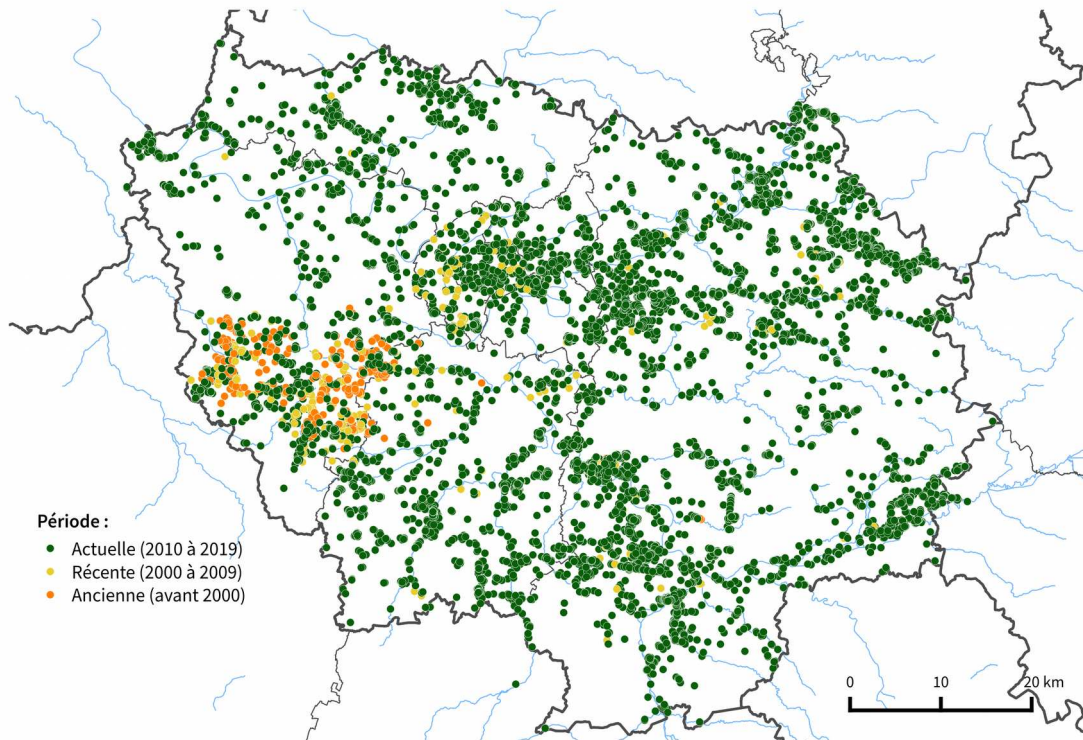 Période :
Actuelle (2010 à 2019)
Récente (2000 à 2009)
Ancienne (avant 2000)
0 10 20 km